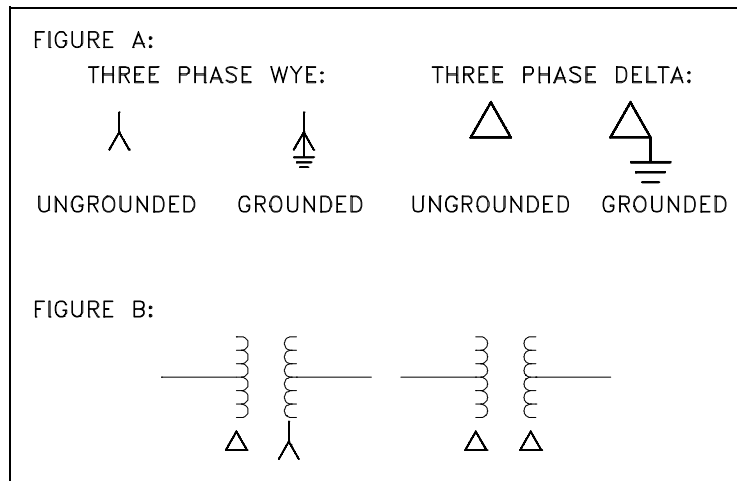 FIGURE A:
THREE PHASE WYE:
THREE PHASE DELTA:
UNGROUNDED
GROUNDED
UNGROUNDED
GROUNDED
FIGURE B: